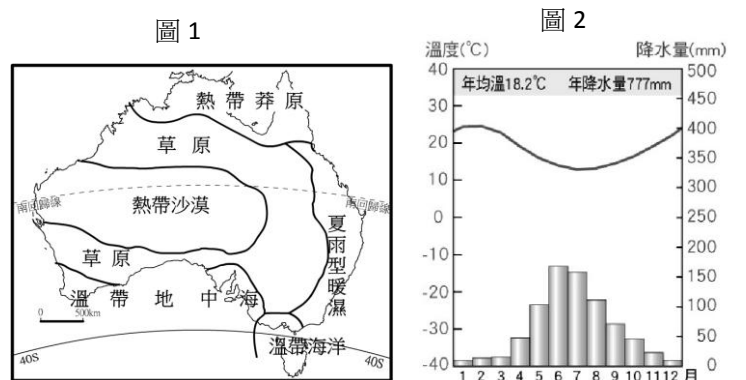 圖 1
熱帶莽原
草原
熱帶沙漠
南回歸線
南回歸線
夏雨型暖濕
草原
溫帶地中海
0 500km
溫帶海洋
40S
40S
圖 2
溫度(℃) 降水量(mm)
年均溫18.2℃ 年降水量777mm
40 500
30 450
20 400
10 350
0 300
-10 250
-20 200
-30 150
-40 100
50
0
1 2 3 4 5 6 7 8 9 10 11 12 月